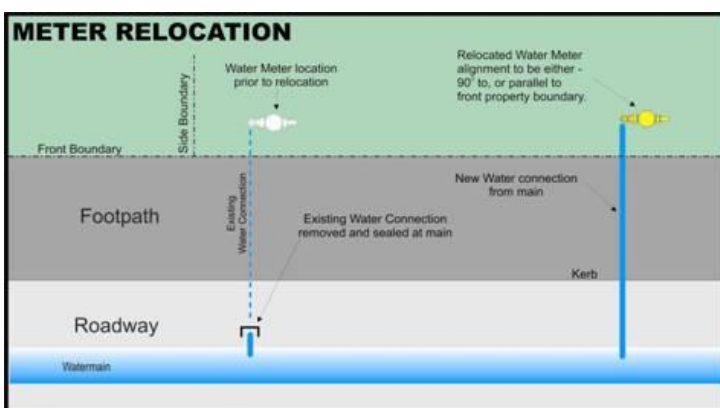 METER RELOCATION
Water Meter location
prior to relocation
Relocated Water Meter
alignment to be either -
90° to, or parallel to
front property boundary.
Side Boundary
Front Boundary
Footpath
Existing
Water Connection
Existing Water Connection
removed and sealed at main
New Water connection
from main
Kerb
Roadway
Watermain